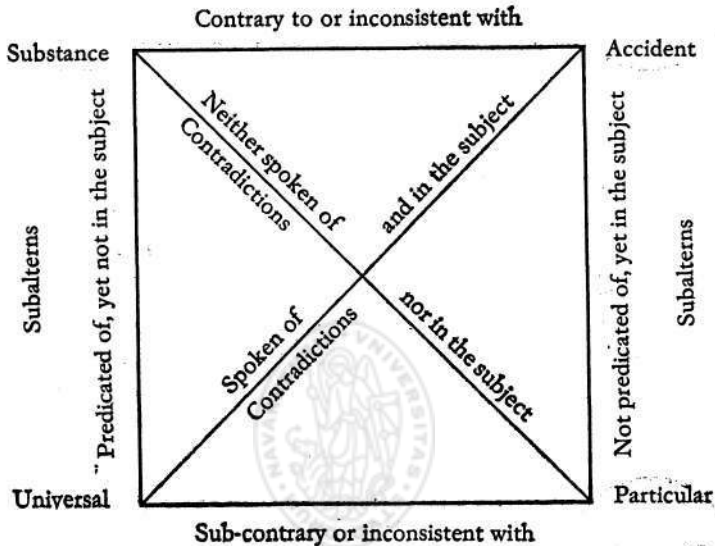 Contrary to or inconsistent with
Substance
Accident
Subalterns
Predicated of, yet not in the subject
Neither spoken of
Contradictions
and in the subject
Not predicated of, yet in the subject
Subalterns
Spoken of
Contradictions
nor in the subject
NAVAR
VNIVERSITAS
Universal
Particular
Sub-contrary or inconsistent with